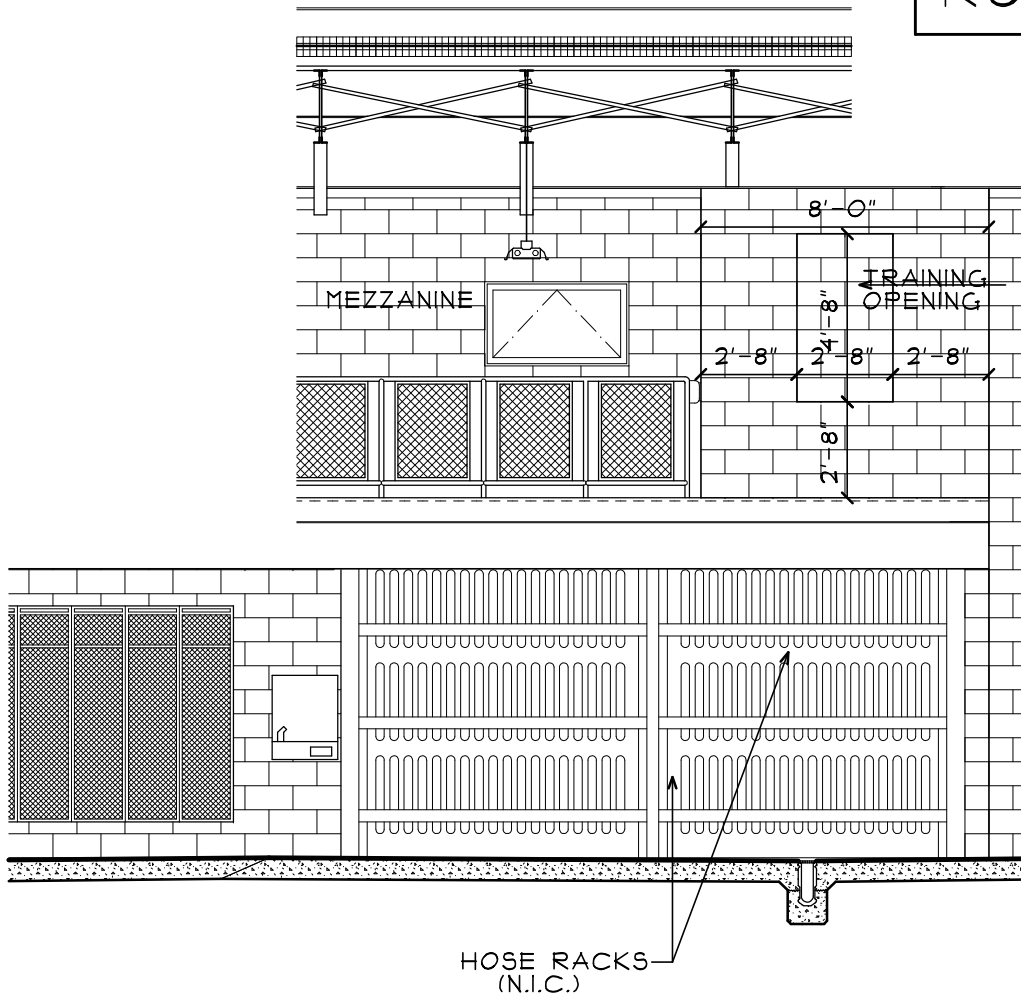 8'-0"
TRAINING
OPENING
MEZZANINE
4'-8"
2'-8" 2'-8" 2'-8"
2'-8"
HOSE RACKS
(N.I.C.)